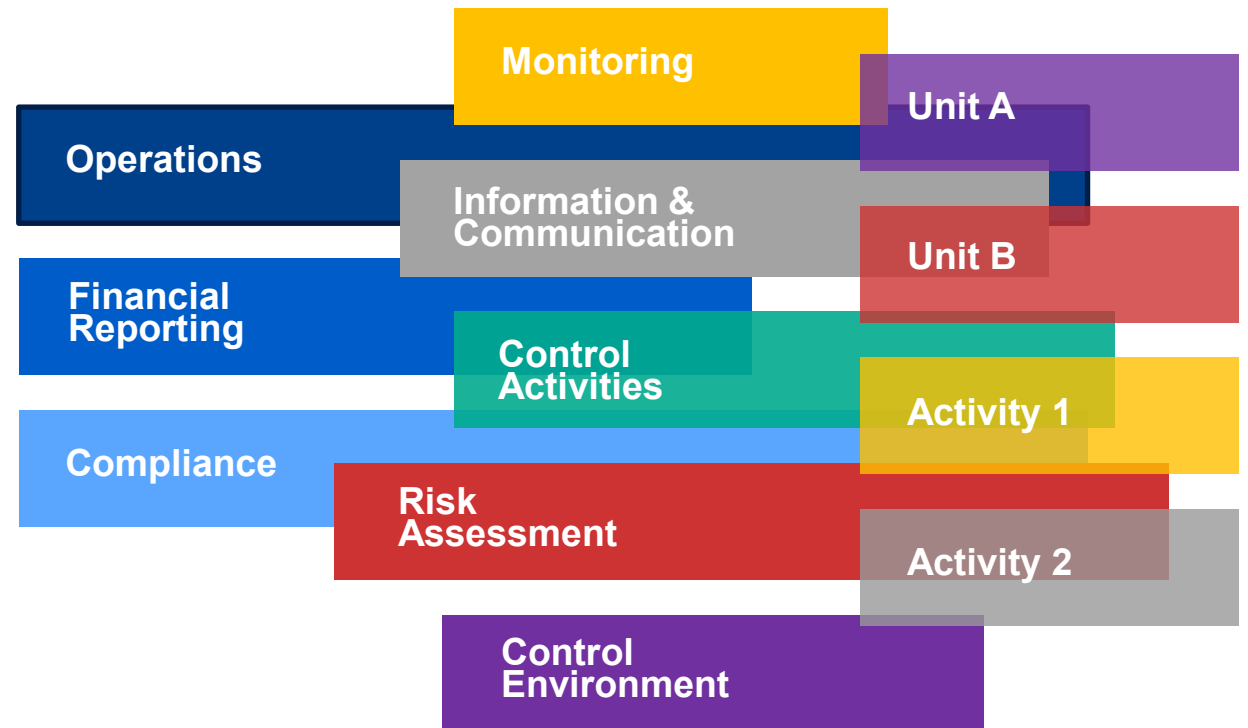 Monitoring
Unit A
Operations
Information &
Communication
Unit B
Financial
Reporting
Control
Activities
Activity 1
Compliance
Risk
Assessment
Activity 2
Control
Environment